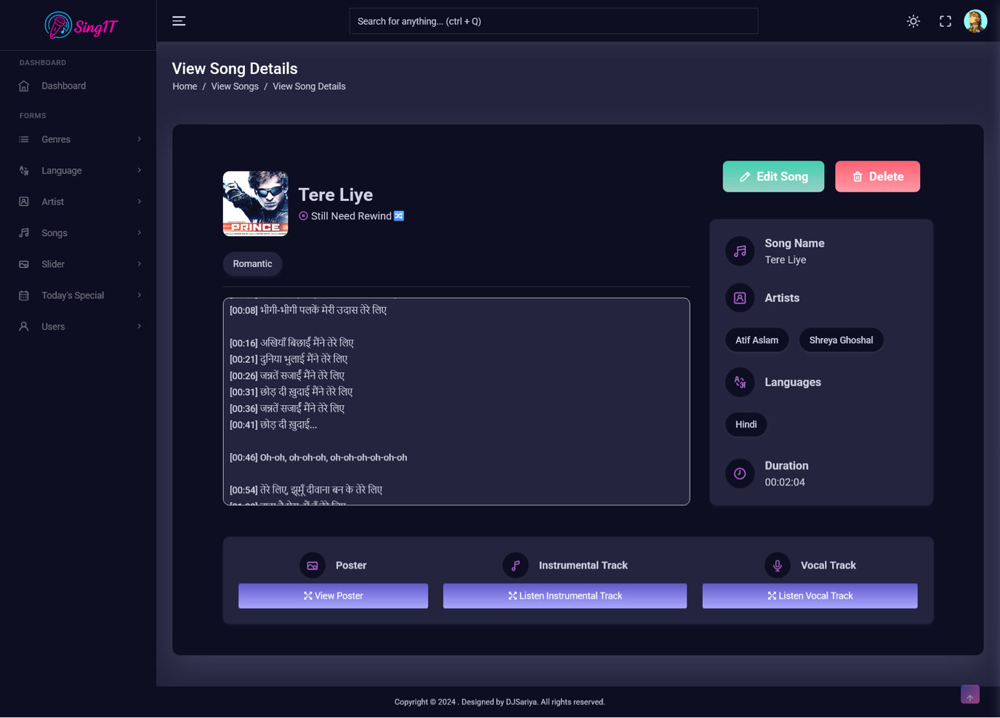 SingIT
Search for anything... (ctrl + Q)
DASHBOARD
Dashboard
FORMS
Genres
Language
Artist
Songs
Slider
Today's Special
Users
View Song Details
Home / View Songs / View Song Details
PRINCE
Tere Liye
Still Need Rewind
Romantic
Edit Song
Delete
[00:08] भीगी-भीगी पलकें मेरी उदास तेरे लिए
[00:16] अखियाँ बिछाईं मैंने तेरे लिए
[00:21] दुनिया भुलाई मैंने तेरे लिए
[00:26] जन्नतें सजाईं मैंने तेरे लिए
[00:31] छोड़ दी ख़ुदाई मैंने तेरे लिए
[00:36] जन्नतें सजाईं मैंने तेरे लिए
[00:41] छोड़ दी ख़ुदाई...
[00:46] Oh-oh, oh-oh-oh, oh-oh-oh-oh-oh-oh
[00:54] तेरे लिए, झूमूँ दीवाना बन के तेरे लिए
Song Name
Tere Liye
Artists
Atif Aslam
Shreya Ghoshal
Languages
Hindi
Duration
00:02:04
Poster
View Poster
Instrumental Track
Listen Instrumental Track
Vocal Track
Listen Vocal Track
Copyright © 2024 . Designed by DJSariya. All rights reserved.